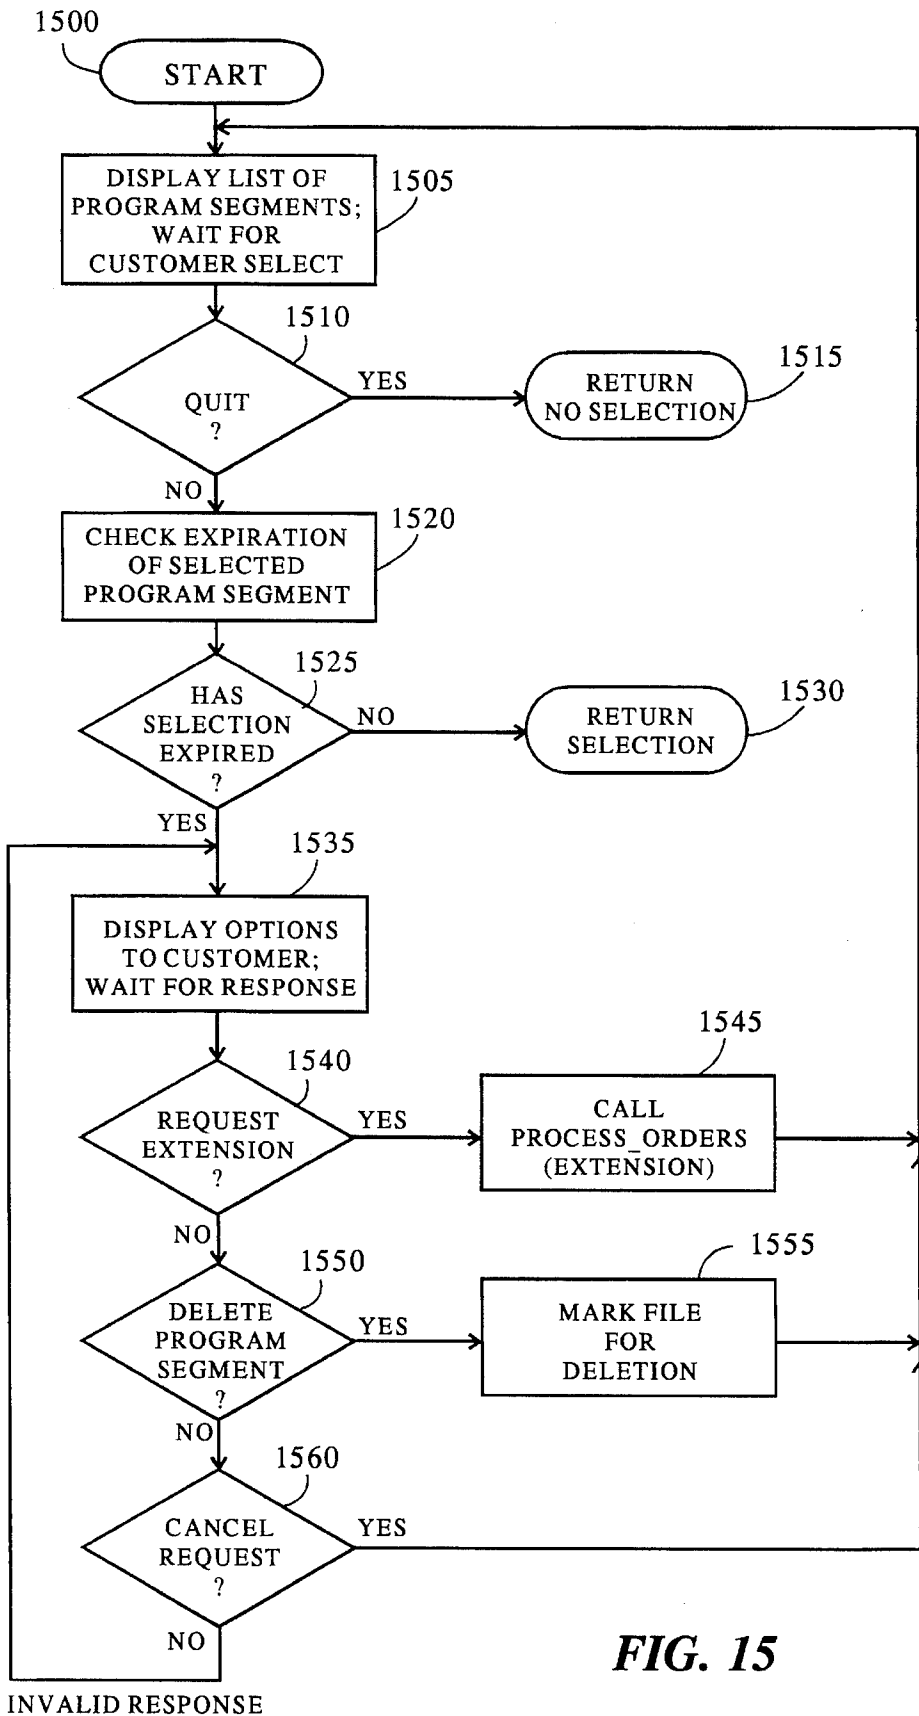 1500
START
DISPLAY LIST OF
PROGRAM SEGMENTS;
WAIT FOR
CUSTOMER SELECT
1505
1510
QUIT
?
YES
RETURN
NO SELECTION
1515
NO
CHECK EXPIRATION
OF SELECTED
PROGRAM SEGMENT
1520
1525
HAS
SELECTION
EXPIRED
?
NO
RETURN
SELECTION
1530
YES
1535
DISPLAY OPTIONS
TO CUSTOMER;
WAIT FOR RESPONSE
1540
REQUEST
EXTENSION
?
YES
1545
CALL
PROCESS_ORDERS
(EXTENSION)
NO
1550
DELETE
PROGRAM
SEGMENT
?
YES
1555
MARK FILE
FOR
DELETION
NO
1560
CANCEL
REQUEST
?
YES
NO
INVALID RESPONSE
FIG. 15